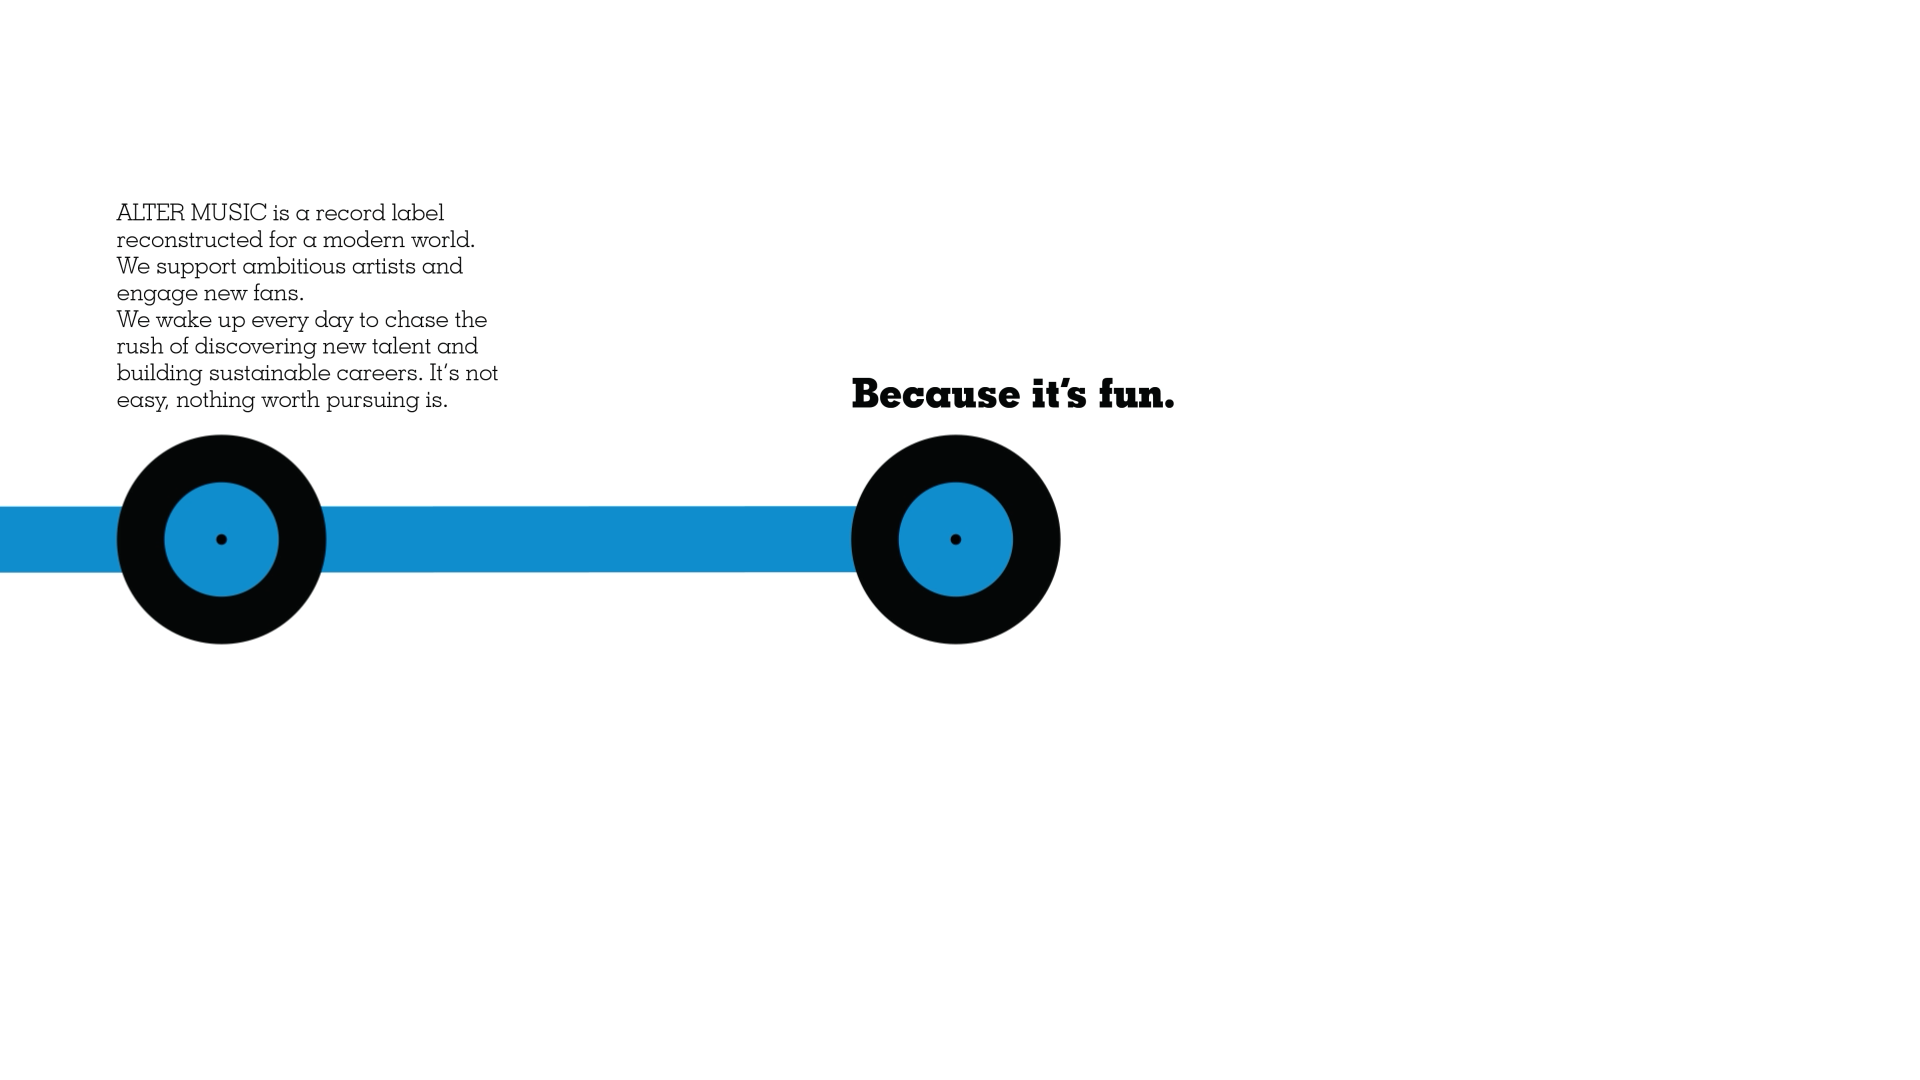 ALTER MUSIC is a record label
reconstructed for a modern world.
We support ambitious artists and
engage new fans.
We wake up every day to chase the
rush of discovering new talent and
building sustainable careers. It’s not
easy, nothing worth pursuing is.
Because it’s fun.